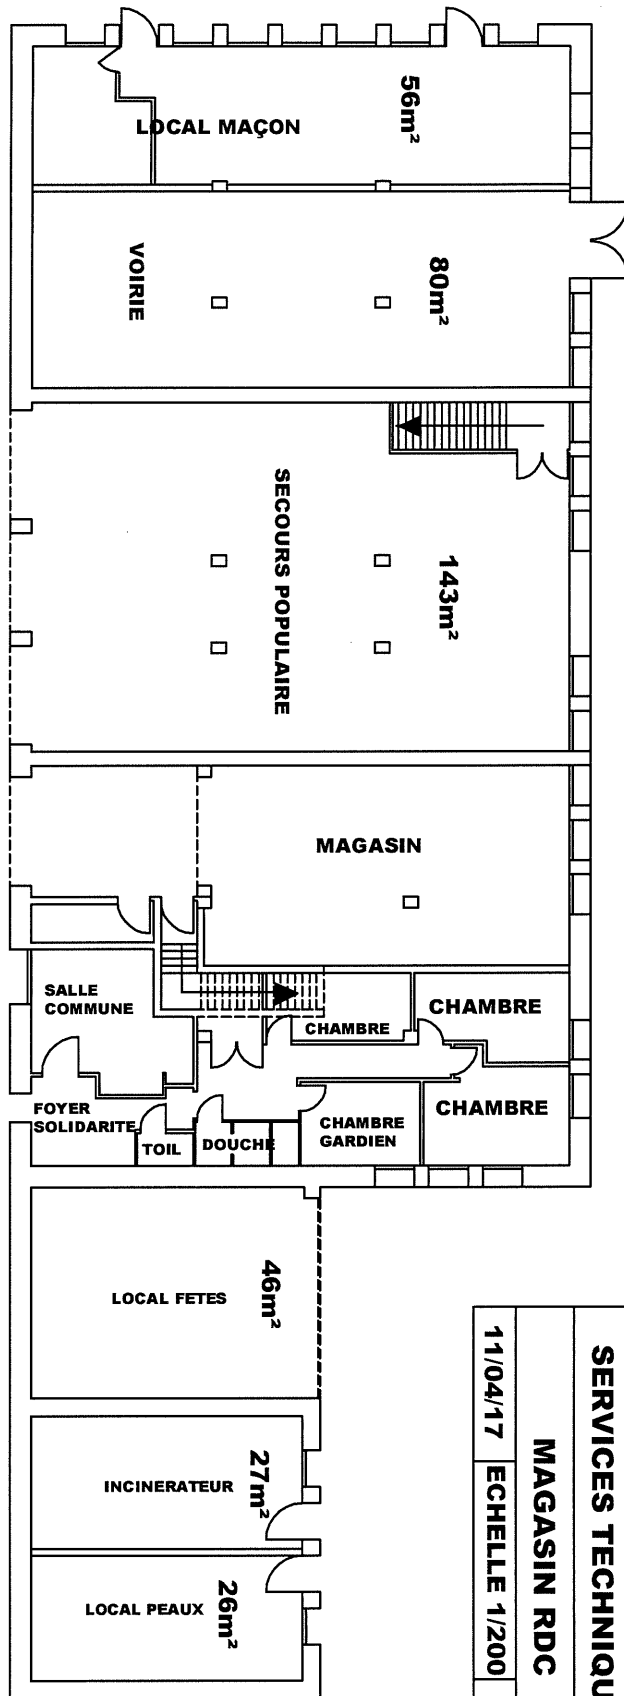 LOCAL MAÇON
56m²
VOIRIE
80m²
SECOURS POPULAIRE
143m²
MAGASIN
SALLE
COMMUNE
CHAMBRE
CHAMBRE
FOYER
SOLIDARITE
TOIL
DOUCHE
CHAMBRE
GARDIEN
CHAMBRE
LOCAL FETES
46m²
INCINERATEUR
27m²
LOCAL PEAUX
26m²
SERVICES TECHNIQU
MAGASIN RDC
11/04/17 ECHELLE 1/200